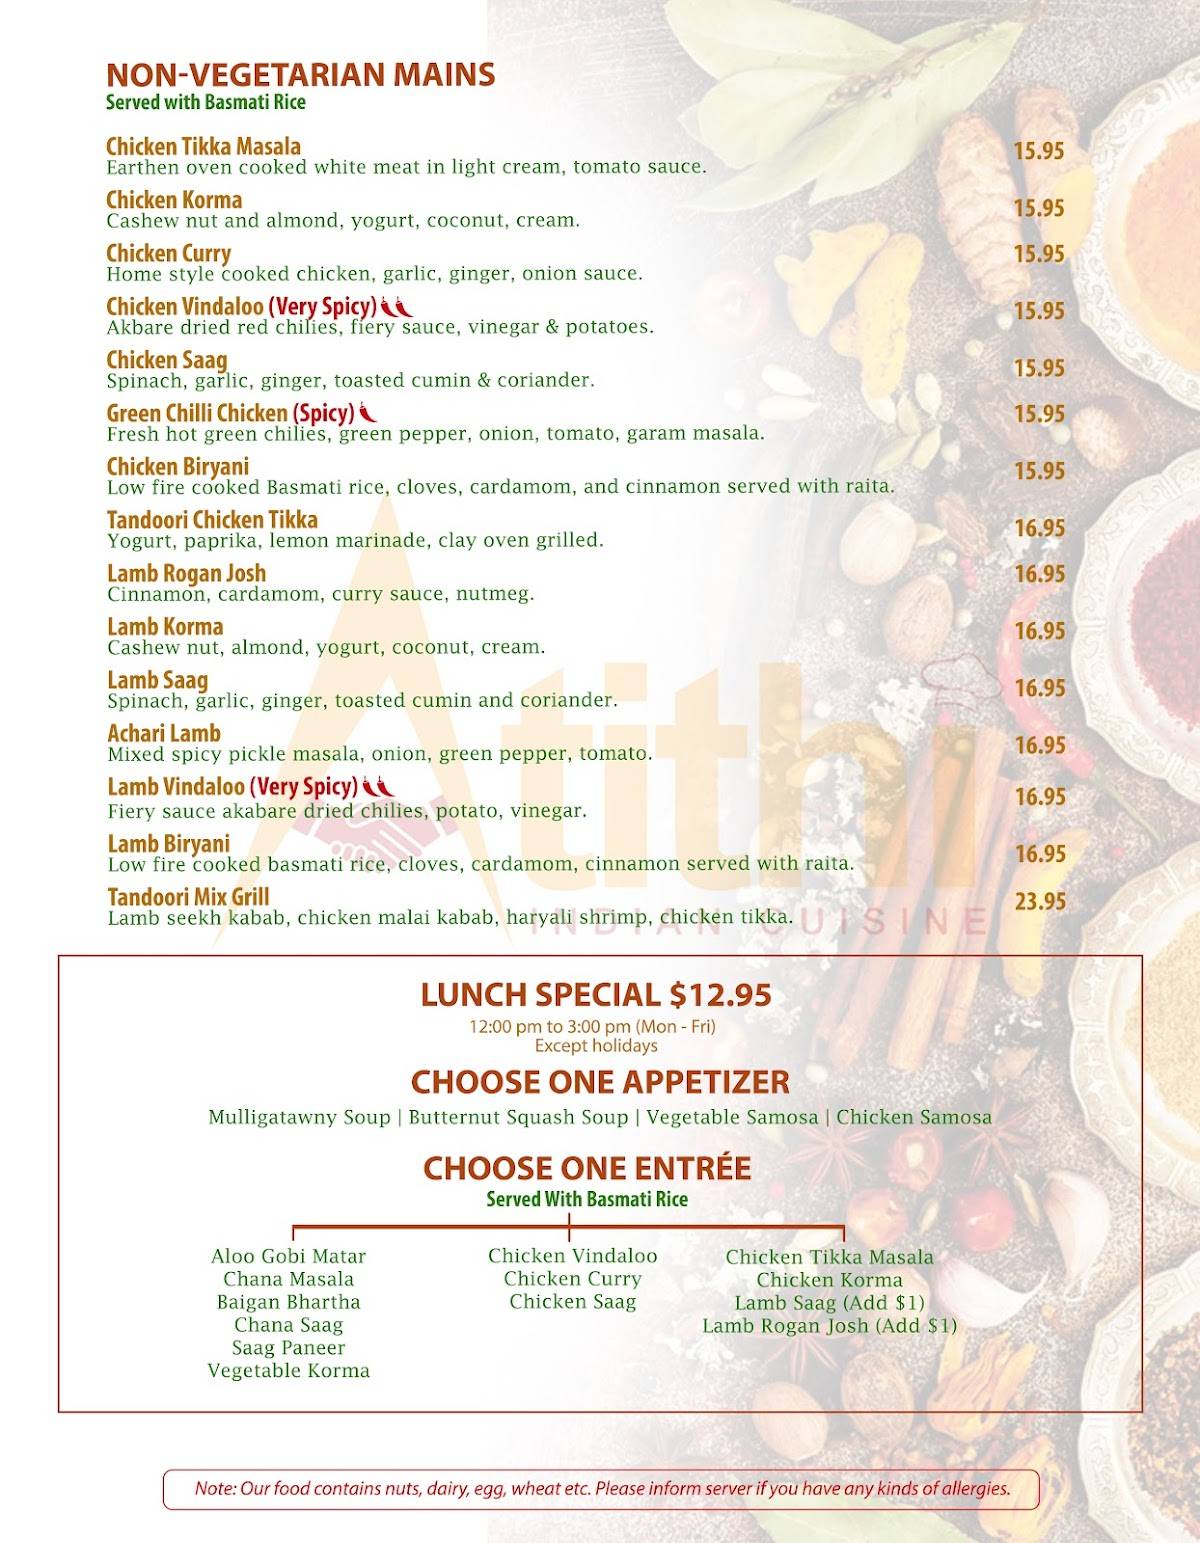 NON-VEGETARIAN MAINS
Served with Basmati Rice
Chicken Tikka Masala 15.95
Earthen oven cooked white meat in light cream, tomato sauce.
Chicken Korma 15.95
Cashew nut and almond, yogurt, coconut, cream.
Chicken Curry 15.95
Home style cooked chicken, garlic, ginger, onion sauce.
Chicken Vindaloo (Very Spicy) 15.95
Akbare dried red chilies, fiery sauce, vinegar & potatoes.
Chicken Saag 15.95
Spinach, garlic, ginger, toasted cumin & coriander.
Green Chilli Chicken (Spicy) 15.95
Fresh hot green chilies, green pepper, onion, tomato, garam masala.
Chicken Biryani 15.95
Low fire cooked Basmati rice, cloves, cardamom, and cinnamon served with raita.
Tandoori Chicken Tikka 16.95
Yogurt, paprika, lemon marinade, clay oven grilled.
Lamb Rogan Josh 16.95
Cinnamon, cardamom, curry sauce, nutmeg.
Lamb Korma 16.95
Cashew nut, almond, yogurt, coconut, cream.
Lamb Saag 16.95
Spinach, garlic, ginger, toasted cumin and coriander.
Achari Lamb 16.95
Mixed spicy pickle masala, onion, green pepper, tomato.
Lamb Vindaloo (Very Spicy) 16.95
Fiery sauce akabare dried chilies, potato, vinegar.
Lamb Biryani 16.95
Low fire cooked basmati rice, cloves, cardamom, cinnamon served with raita.
Tandoori Mix Grill 23.95
Lamb seekh kabab, chicken malai kabab, haryali shrimp, chicken tikka.
Atithi
INDIAN CUISINE
LUNCH SPECIAL $12.95
12:00 pm to 3:00 pm (Mon - Fri)
Except holidays
CHOOSE ONE APPETIZER
Mulligatawny Soup | Butternut Squash Soup | Vegetable Samosa | Chicken Samosa
CHOOSE ONE ENTRÉE
Served With Basmati Rice
Aloo Gobi Matar
Chana Masala
Baigan Bhartha
Chana Saag
Saag Paneer
Vegetable Korma
Chicken Vindaloo
Chicken Curry
Chicken Saag
Chicken Tikka Masala
Chicken Korma
Lamb Saag (Add $1)
Lamb Rogan Josh (Add $1)
Note: Our food contains nuts, dairy, egg, wheat etc. Please inform server if you have any kinds of allergies.